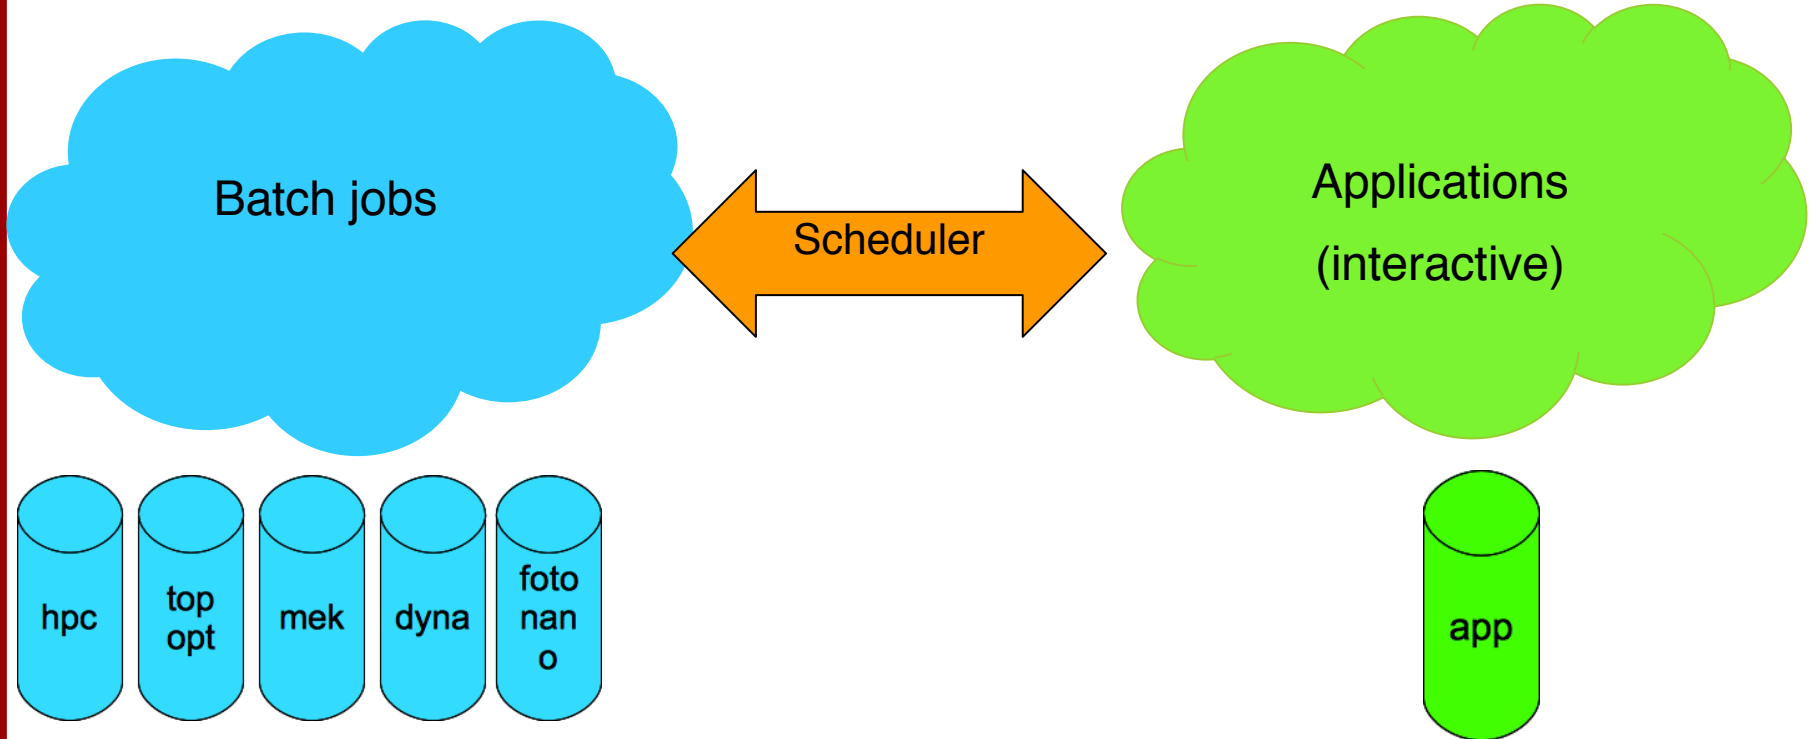 Batch jobs
Scheduler
Applications
(interactive)
hpc
top
opt
mek
dyna
foto
nan
o
app